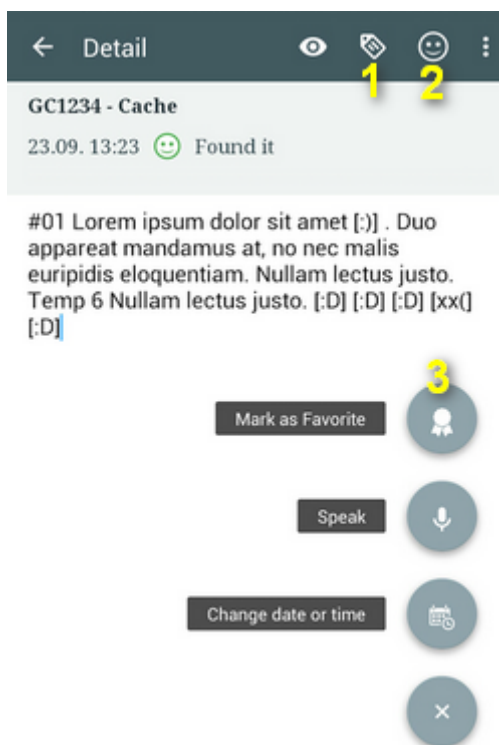 Detail
1 2
GC1234 - Cache
23.09. 13:23 Found it
#01 Lorem ipsum dolor sit amet [:)] . Duo
appareat mandamus at, no nec malis
euripidis eloquentiam. Nullam lectus justo.
Temp 6 Nullam lectus justo. [:D] [:D] [:D] [xx(]
[:D]
3
Mark as Favorite
Speak
Change date or time